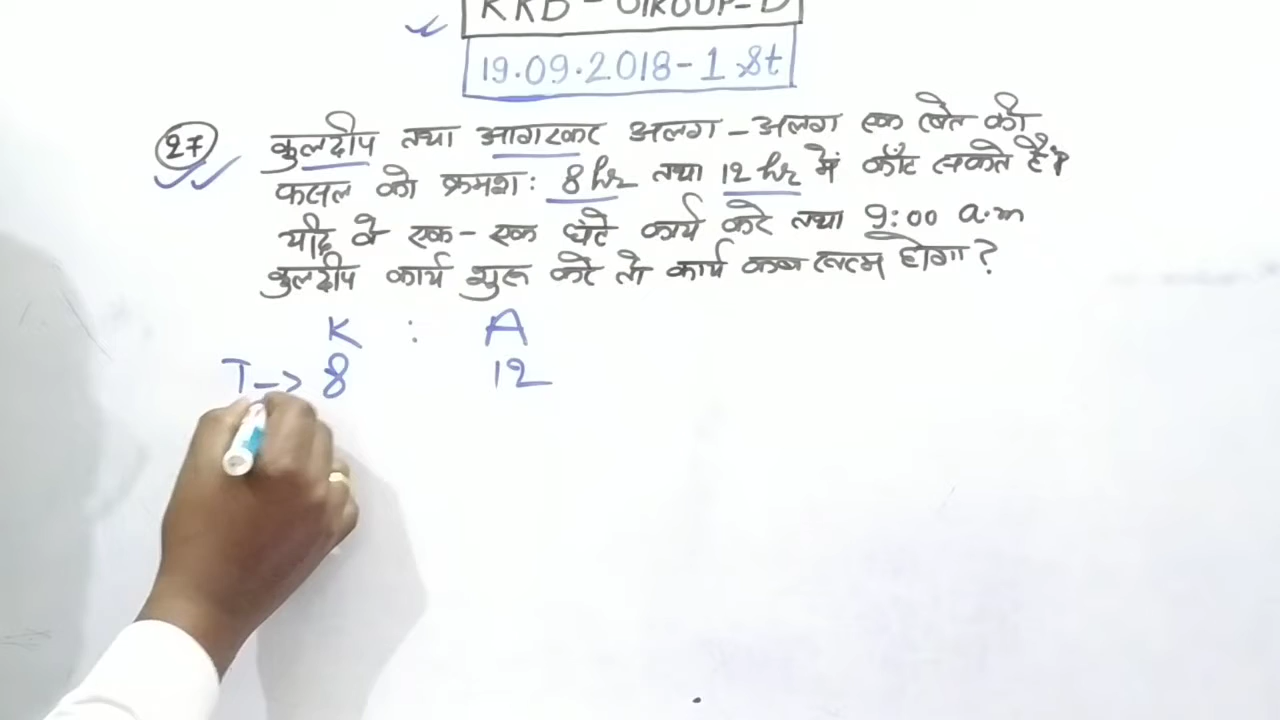 RRB - GROUP-D
19.09.2018-1 st
27 कुलदीप तथा आगरकर अलग-अलग एक खेत की
फसल को क्रमश: 8 hr तथा 12 hr में काँट सकते है।
यदि वे एक-एक घंटे कार्य करे तथा 9:00 a.m
कुलदीप कार्य शुरू करे तो कार्य कब खत्म होगा?
K : A
T-> 8 12